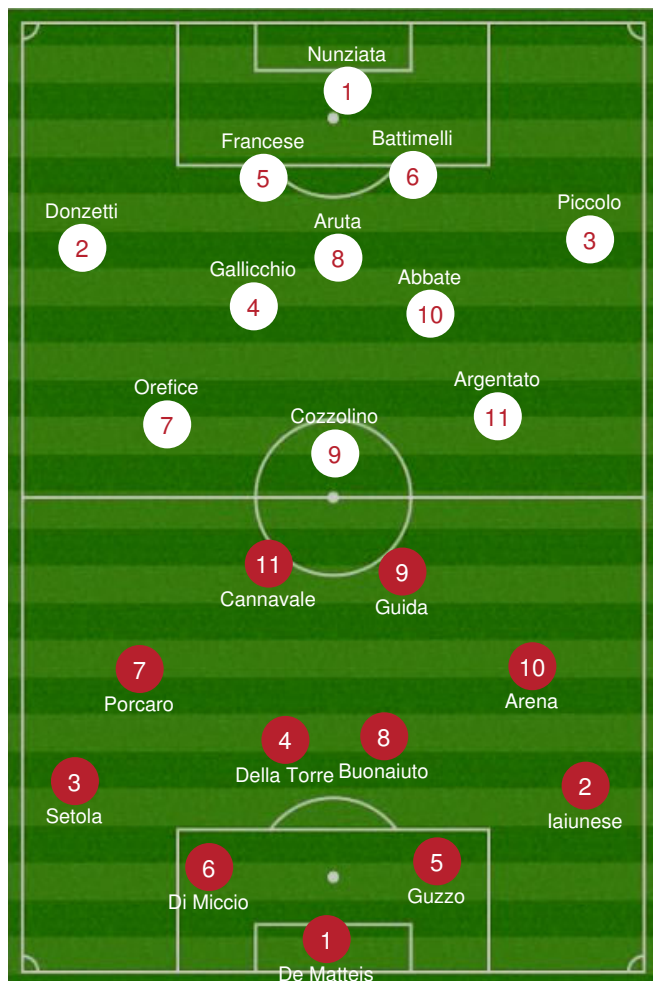 Nunziata
1
Francese
5
Battimelli
6
Donzetti
2
Piccolo
3
Aruta
8
Gallicchio
4
Abbate
10
Orefice
7
Argentato
11
Cozzolino
9
11
Cannavale
9
Guida
7
Porcaro
10
Arena
4
Della Torre
8
Buonaiuto
3
Setola
2
Iaiunese
6
Di Miccio
5
Guzzo
1
De Matteis